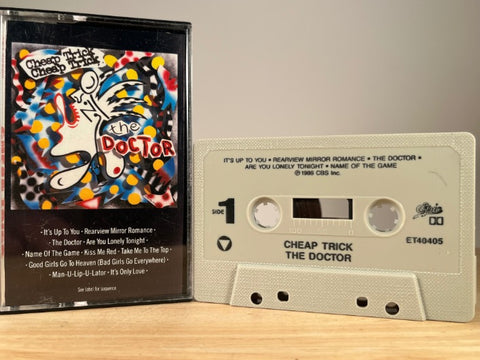 Cheap Trick
Cheap Trick
the
DOCTOR
· It's Up To You · Rearview Mirror Romance ·
The Doctor · Are You Lonely Tonight ·
Name Of The Game · Kiss Me Red · Take Me To The Top
Good Girls Go To Heaven (Bad Girls Go Everywhere) ·
Man-U-Lip-U-Lator · It's Only Love ·
See label for sequence.
IT'S UP TO YOU • REARVIEW MIRROR ROMANCE • THE DOCTOR •
ARE YOU LONELY TONIGHT • NAME OF THE GAME
℗ 1986 CBS Inc.
SIDE 1
Epic
ET40405
CHEAP TRICK
THE DOCTOR